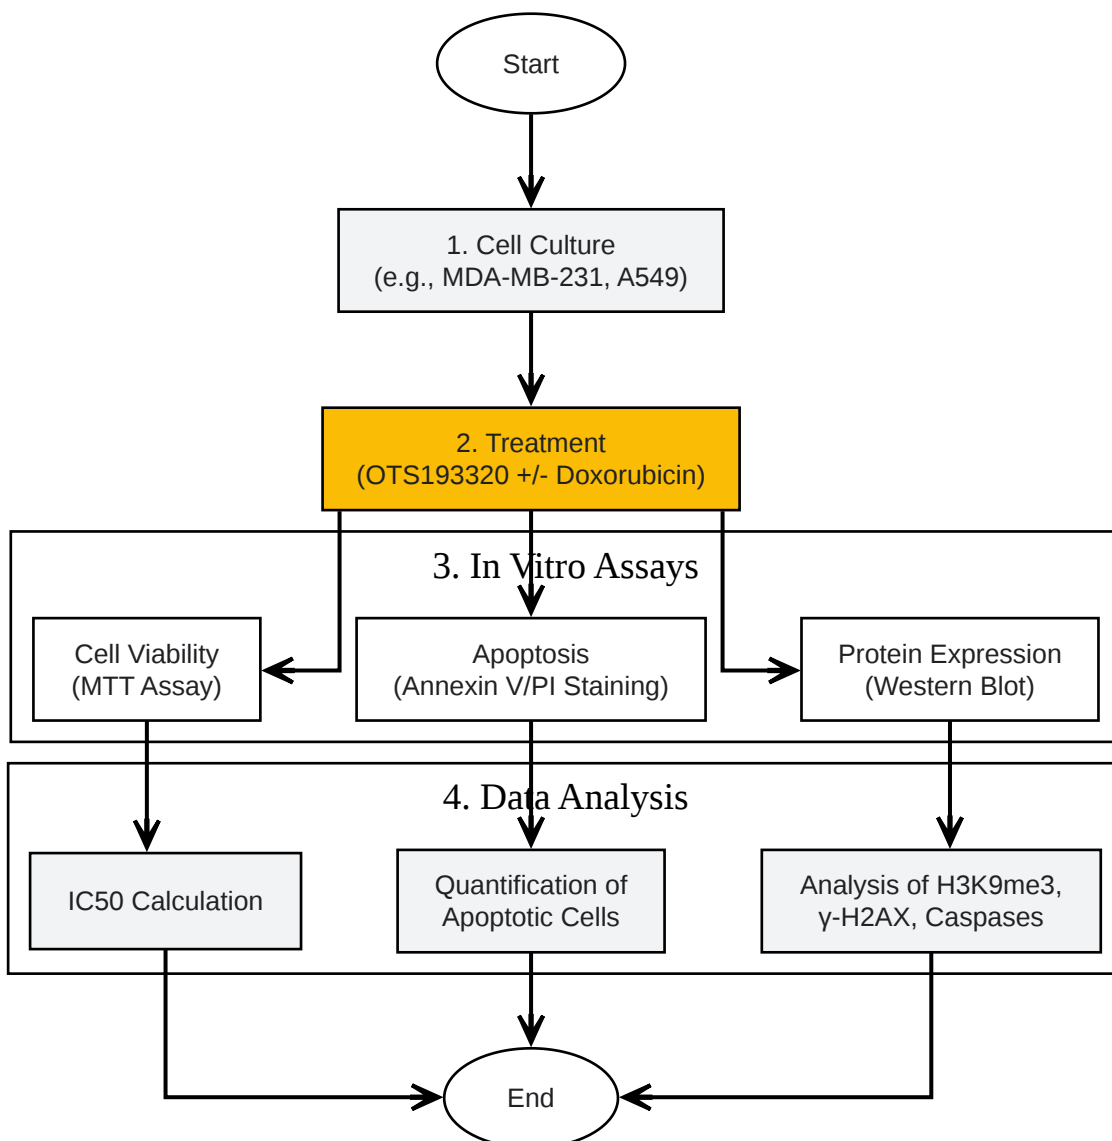 Start
1. Cell Culture
(e.g., MDA-MB-231, A549)
2. Treatment
(OTS193320 +/- Doxorubicin)
3. In Vitro Assays
Cell Viability
(MTT Assay)
Apoptosis
(Annexin V/PI Staining)
Protein Expression
(Western Blot)
4. Data Analysis
IC50 Calculation
Quantification of
Apoptotic Cells
Analysis of H3K9me3,
γ-H2AX, Caspases
End